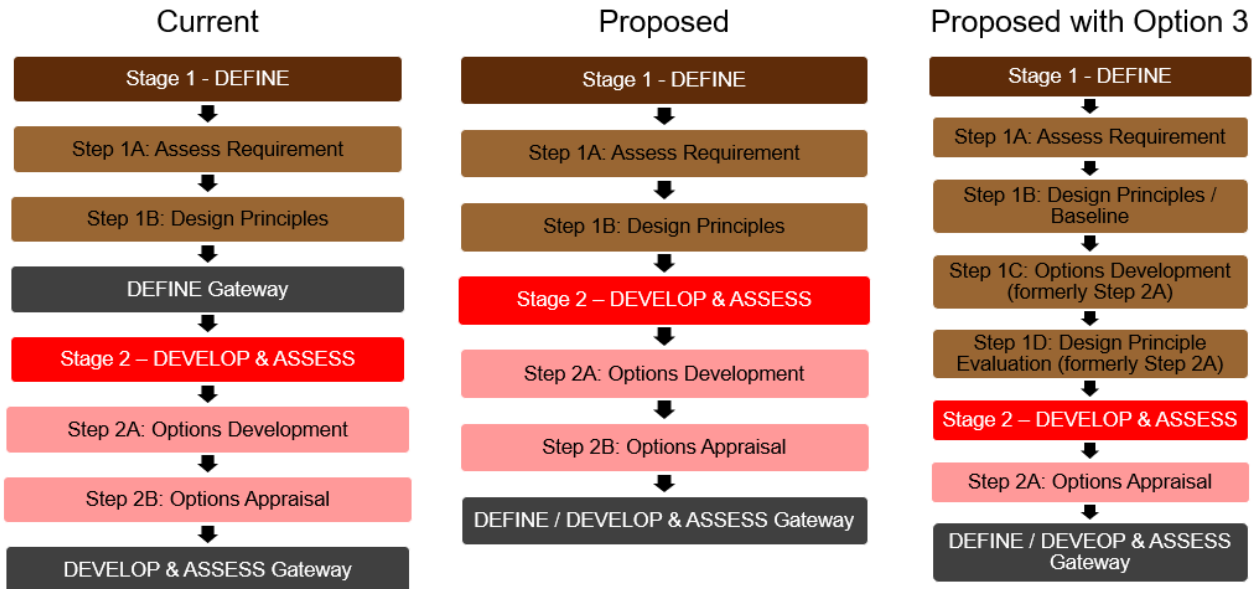 Current
Stage 1 - DEFINE
Step 1A: Assess Requirement
Step 1B: Design Principles
DEFINE Gateway
Stage 2 – DEVELOP & ASSESS
Step 2A: Options Development
Step 2B: Options Appraisal
DEVELOP & ASSESS Gateway
Proposed
Stage 1 - DEFINE
Step 1A: Assess Requirement
Step 1B: Design Principles
Stage 2 – DEVELOP & ASSESS
Step 2A: Options Development
Step 2B: Options Appraisal
DEFINE / DEVELOP & ASSESS Gateway
Proposed with Option 3
Stage 1 - DEFINE
Step 1A: Assess Requirement
Step 1B: Design Principles /
Baseline
Step 1C: Options Development
(formerly Step 2A)
Step 1D: Design Principle
Evaluation (formerly Step 2A)
Stage 2 – DEVELOP & ASSESS
Step 2A: Options Appraisal
DEFINE / DEVEOP & ASSESS
Gateway